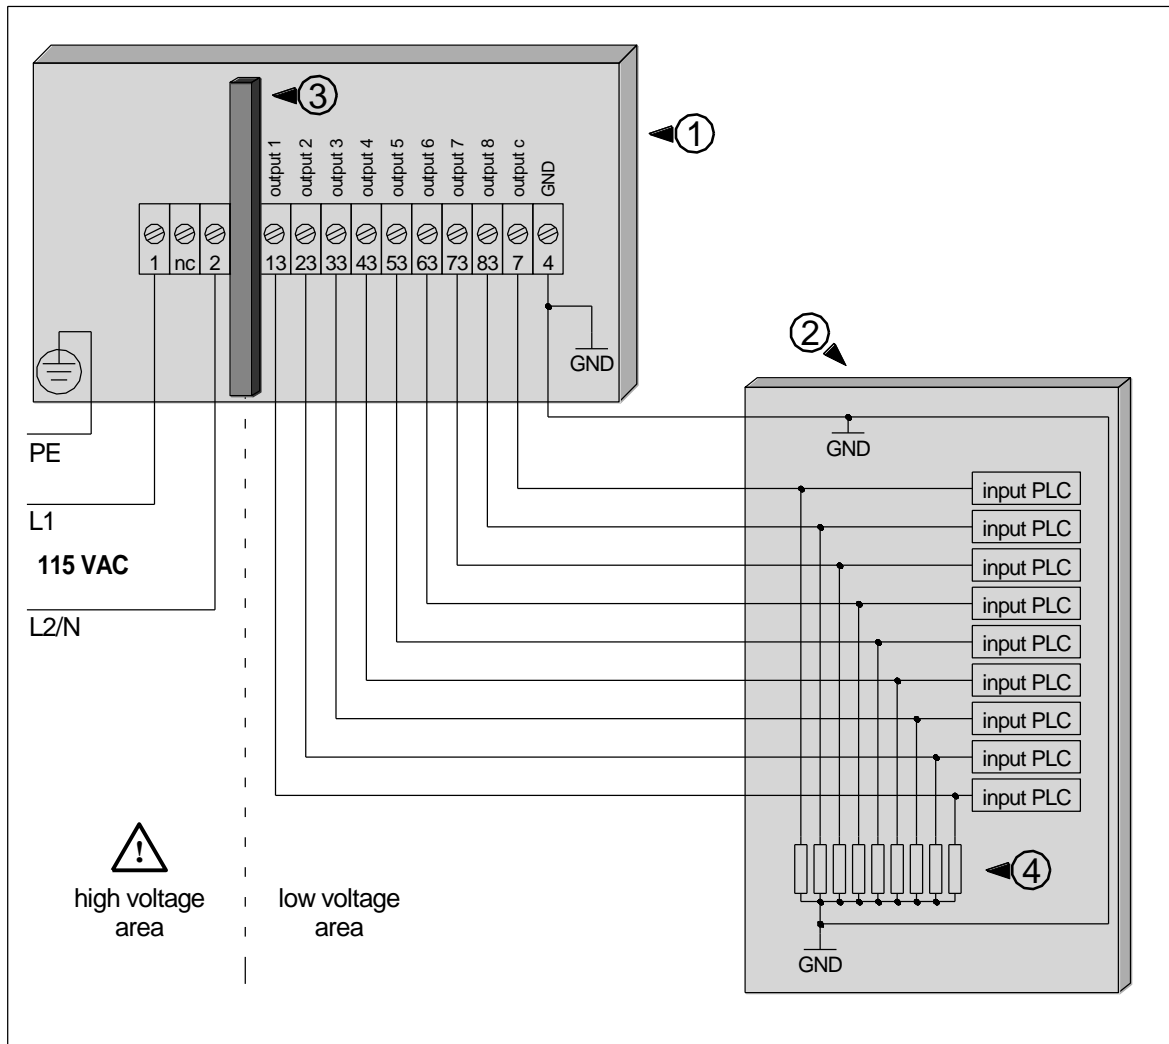 3
1
output 1
output 2
output 3
output 4
output 5
output 6
output 7
output 8
output c
GND
1 nc 2 13 23 33 43 53 63 73 83 7 4
GND
2
PE
GND
L1
input PLC
input PLC
115 VAC
input PLC
input PLC
L2/N
input PLC
input PLC
input PLC
input PLC
input PLC
!
4
high voltage
area
low voltage
area
GND